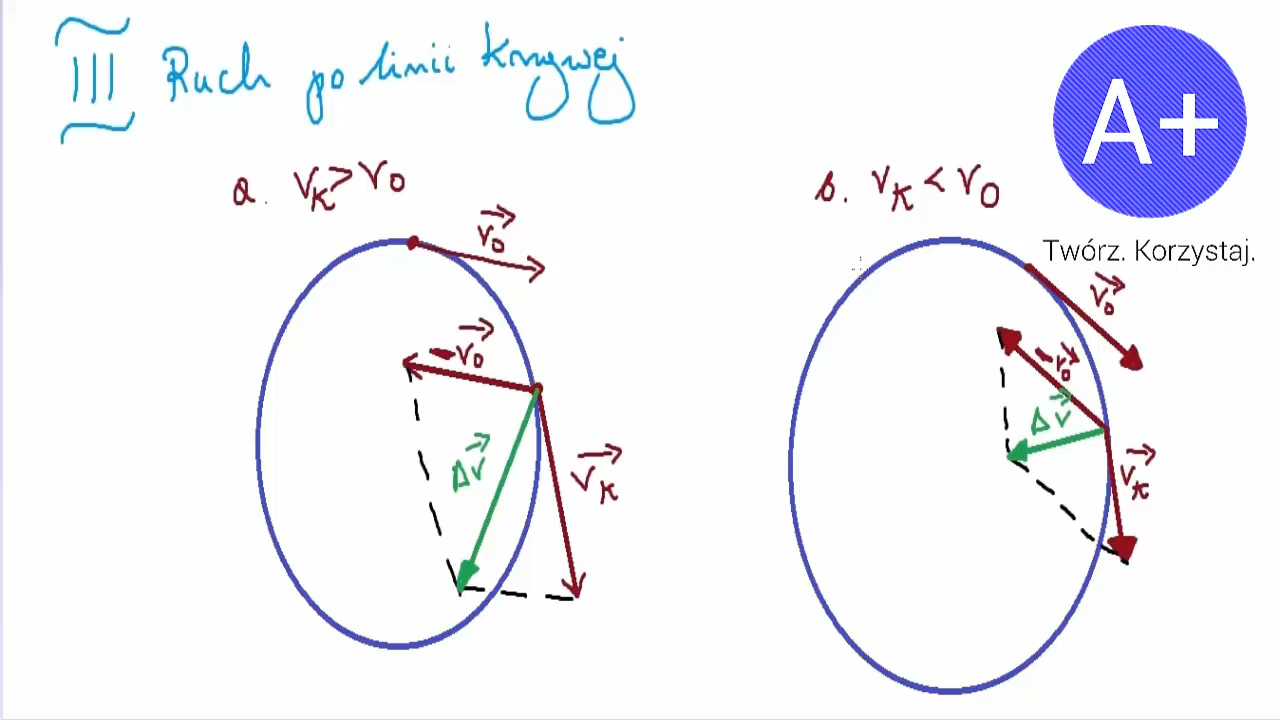 III Ruch po linii krzywej
A+
Twórz. Korzystaj.
a. VK > V0
b. VK < V0
V0
-V0
ΔV
VK
V0
-V0
ΔV
VK